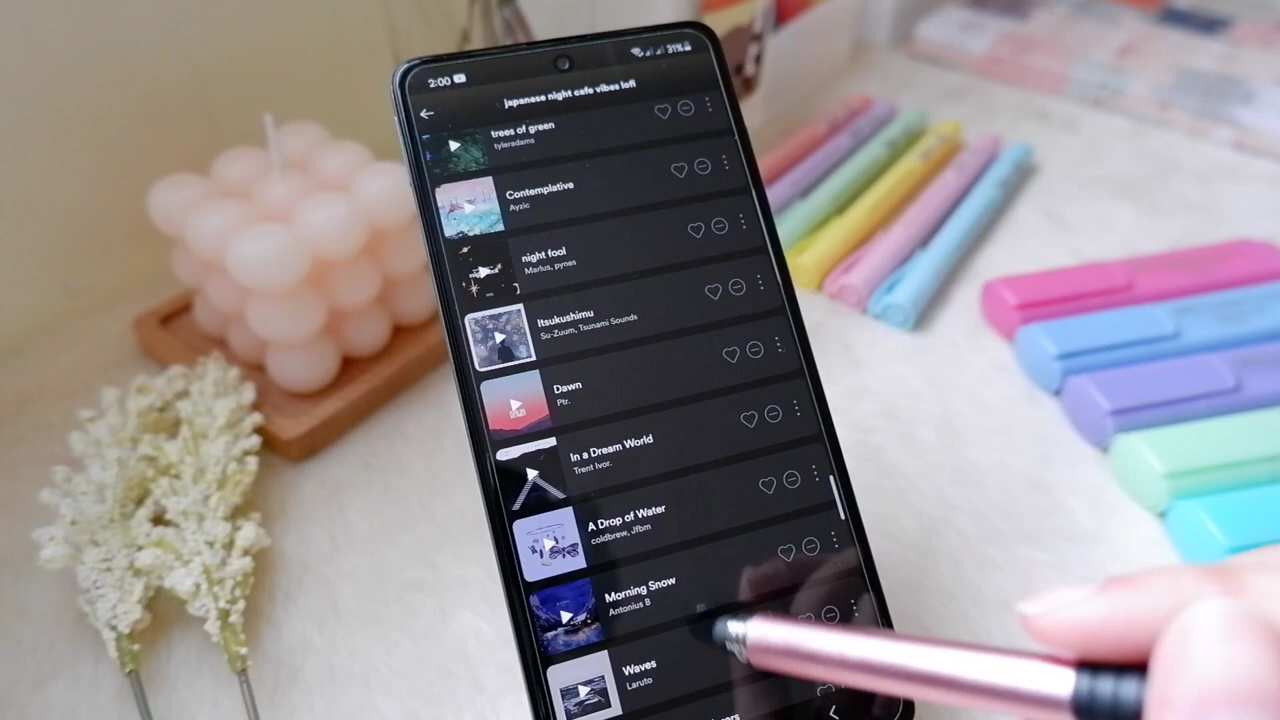 2:00
31%
japanese night cafe vibes lofi
trees of green
tyleradams
Contemplative
Ayzic
night fool
Marius, pynes
Itsukushimu
Su-Zuum, Tsunami Sounds
Dawn
Ptr.
In a Dream World
Trent Ivor.
A Drop of Water
coldbrew, Jfbm
Morning Snow
Antonius B
Waves
Laruto